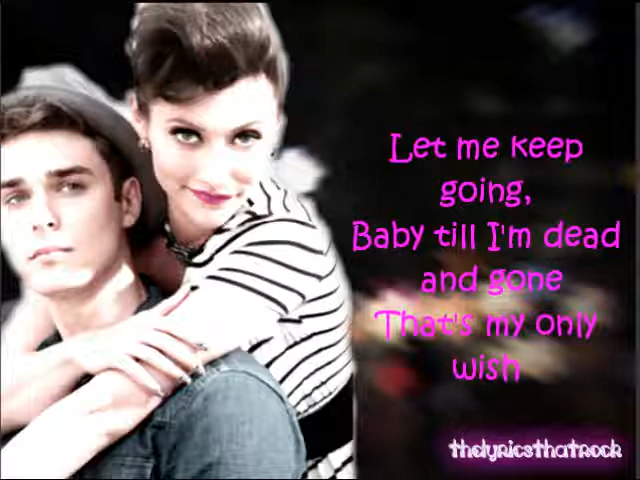 Let me keep
going,
Baby till I'm dead
and gone
That's my only
wish
thelyricsthatrock